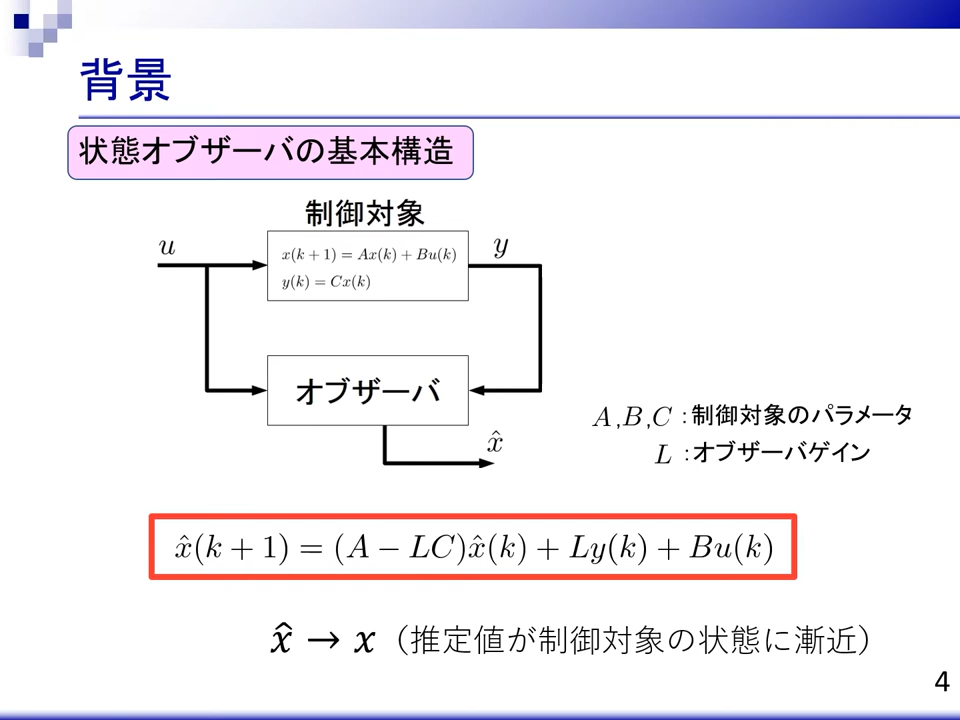 背景
状態オブザーバの基本構造
制御対象
u
x(k + 1) = Ax(k) + Bu(k)
y(k) = Cx(k)
y
オブザーバ
x̂
A ,B ,C :制御対象のパラメータ
L :オブザーバゲイン
x̂(k + 1) = (A − LC)x̂(k) + Ly(k) + Bu(k)
x̂ → x（推定値が制御対象の状態に漸近）
4